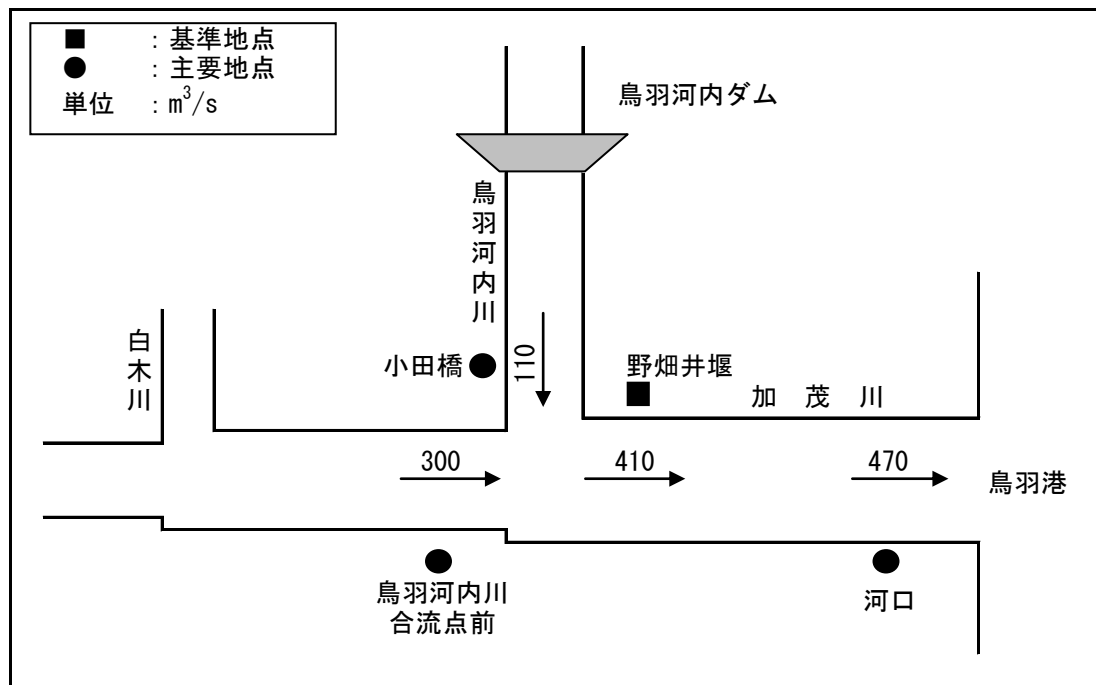 ■ : 基準地点
● : 主要地点
単位 : m³/s
鳥羽河内ダム
鳥羽河内川
白木川
小田橋
110
野畑井堰
加 茂 川
300
410
470
鳥羽港
鳥羽河内川
合流点前
河口